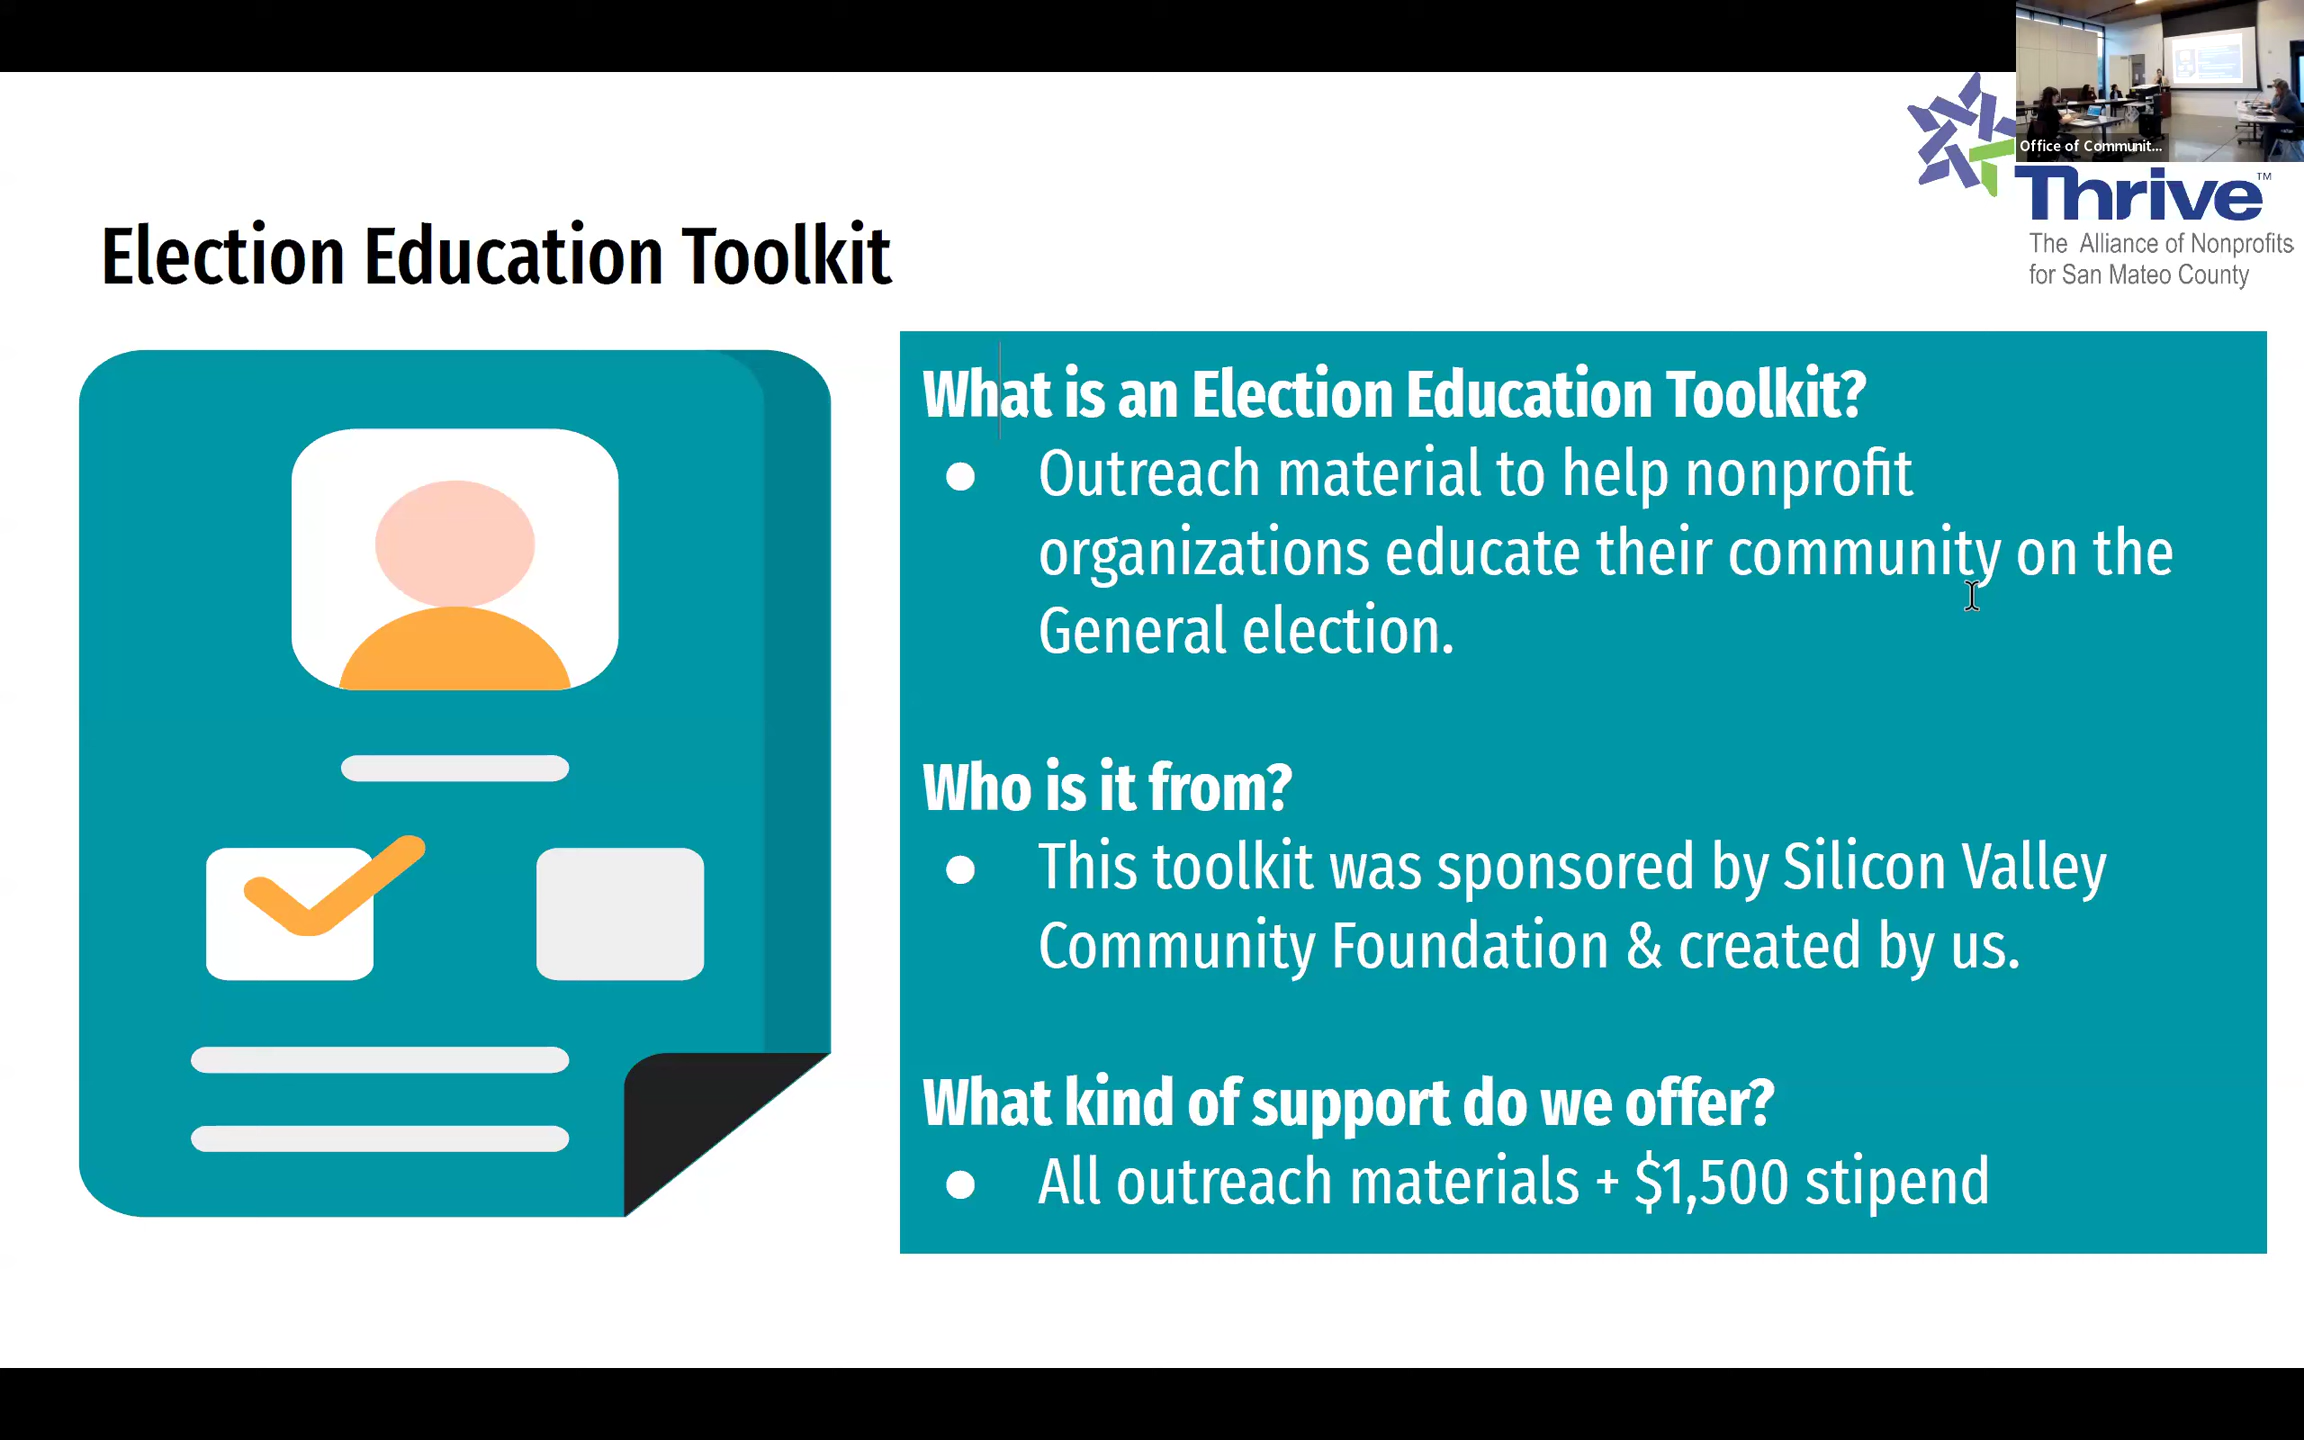 Office of Communit...
Thrive™
The Alliance of Nonprofits
for San Mateo County
Election Education Toolkit
What is an Election Education Toolkit?
● Outreach material to help nonprofit
organizations educate their community on the
General election.
Who is it from?
● This toolkit was sponsored by Silicon Valley
Community Foundation & created by us.
What kind of support do we offer?
● All outreach materials + $1,500 stipend